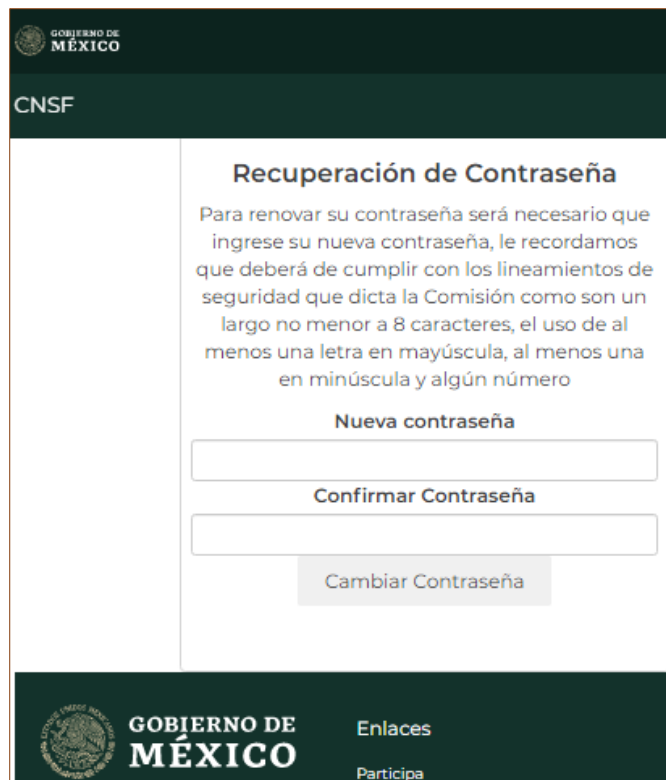 GOBIERNO DE
MÉXICO
CNSF
Recuperación de Contraseña
Para renovar su contraseña será necesario que
ingrese su nueva contraseña, le recordamos
que deberá de cumplir con los lineamientos de
seguridad que dicta la Comisión como son un
largo no menor a 8 caracteres, el uso de al
menos una letra en mayúscula, al menos una
en minúscula y algún número
Nueva contraseña
Confirmar Contraseña
Cambiar Contraseña
GOBIERNO DE
MÉXICO
Enlaces
Participa